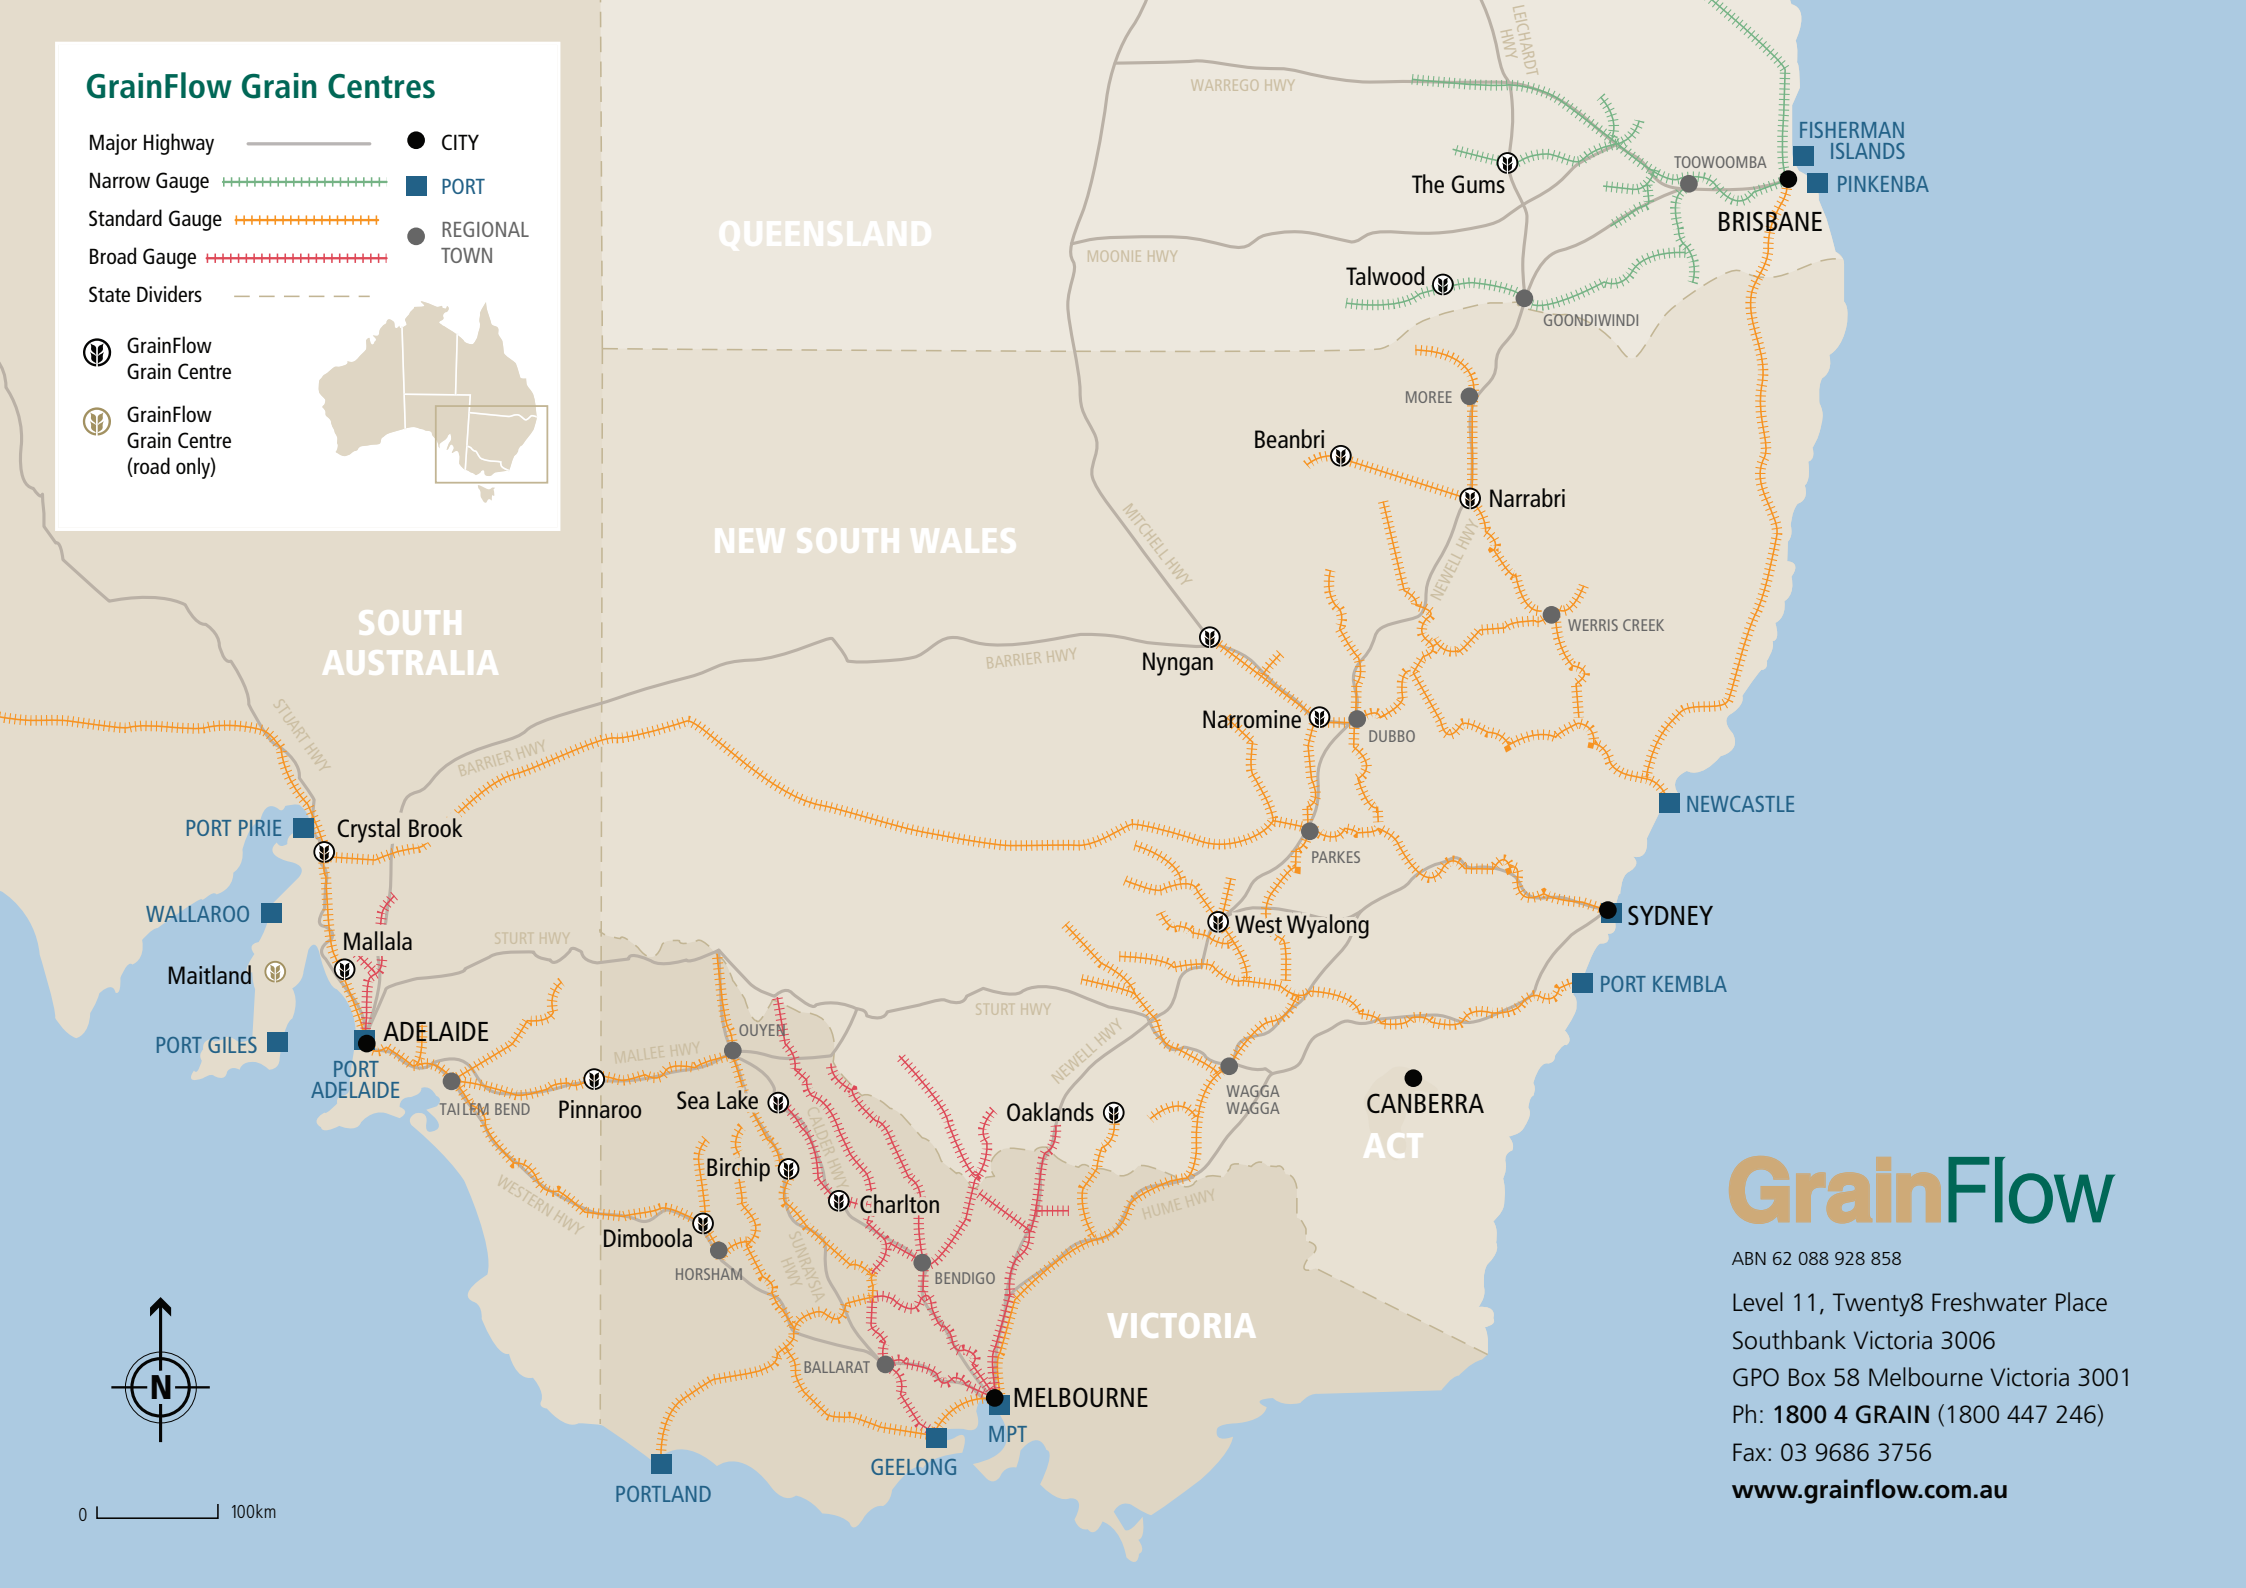 GrainFlow Grain Centres
Major Highway
Narrow Gauge
Standard Gauge
Broad Gauge
State Dividers
CITY
PORT
REGIONAL
TOWN
GrainFlow
Grain Centre
GrainFlow
Grain Centre
(road only)
LEICHARDT
HWY
WARREGO HWY
FISHERMAN
ISLANDS
PINKENBA
TOOWOOMBA
The Gums
BRISBANE
QUEENSLAND
MOONIE HWY
Talwood
GOONDIWINDI
MOREE
Beanbri
Narrabri
NEW SOUTH WALES
MITCHELL HWY
NEWELL HWY
SOUTH
AUSTRALIA
WERRIS CREEK
BARRIER HWY
Nyngan
STUART HWY
Narromine
DUBBO
BARRIER HWY
NEWCASTLE
PORT PIRIE
Crystal Brook
PARKES
WALLAROO
SYDNEY
West Wyalong
Mallala
STURT HWY
Maitland
PORT KEMBLA
STURT HWY
ADELAIDE
OUYEN
PORT GILES
MALLEE HWY
NEWELL HWY
PORT
ADELAIDE
TAILEM BEND
Pinnaroo
Sea Lake
Oaklands
WAGGA
WAGGA
CANBERRA
ACT
CALDER HWY
Birchip
WESTERN HWY
Charlton
HUME HWY
Dimboola
SUNRAYSIA
HWY
HORSHAM
BENDIGO
VICTORIA
BALLARAT
MELBOURNE
MPT
GEELONG
PORTLAND
N
0
100km
GrainFlow
ABN 62 088 928 858
Level 11, Twenty8 Freshwater Place
Southbank Victoria 3006
GPO Box 58 Melbourne Victoria 3001
Ph: 1800 4 GRAIN (1800 447 246)
Fax: 03 9686 3756
www.grainflow.com.au